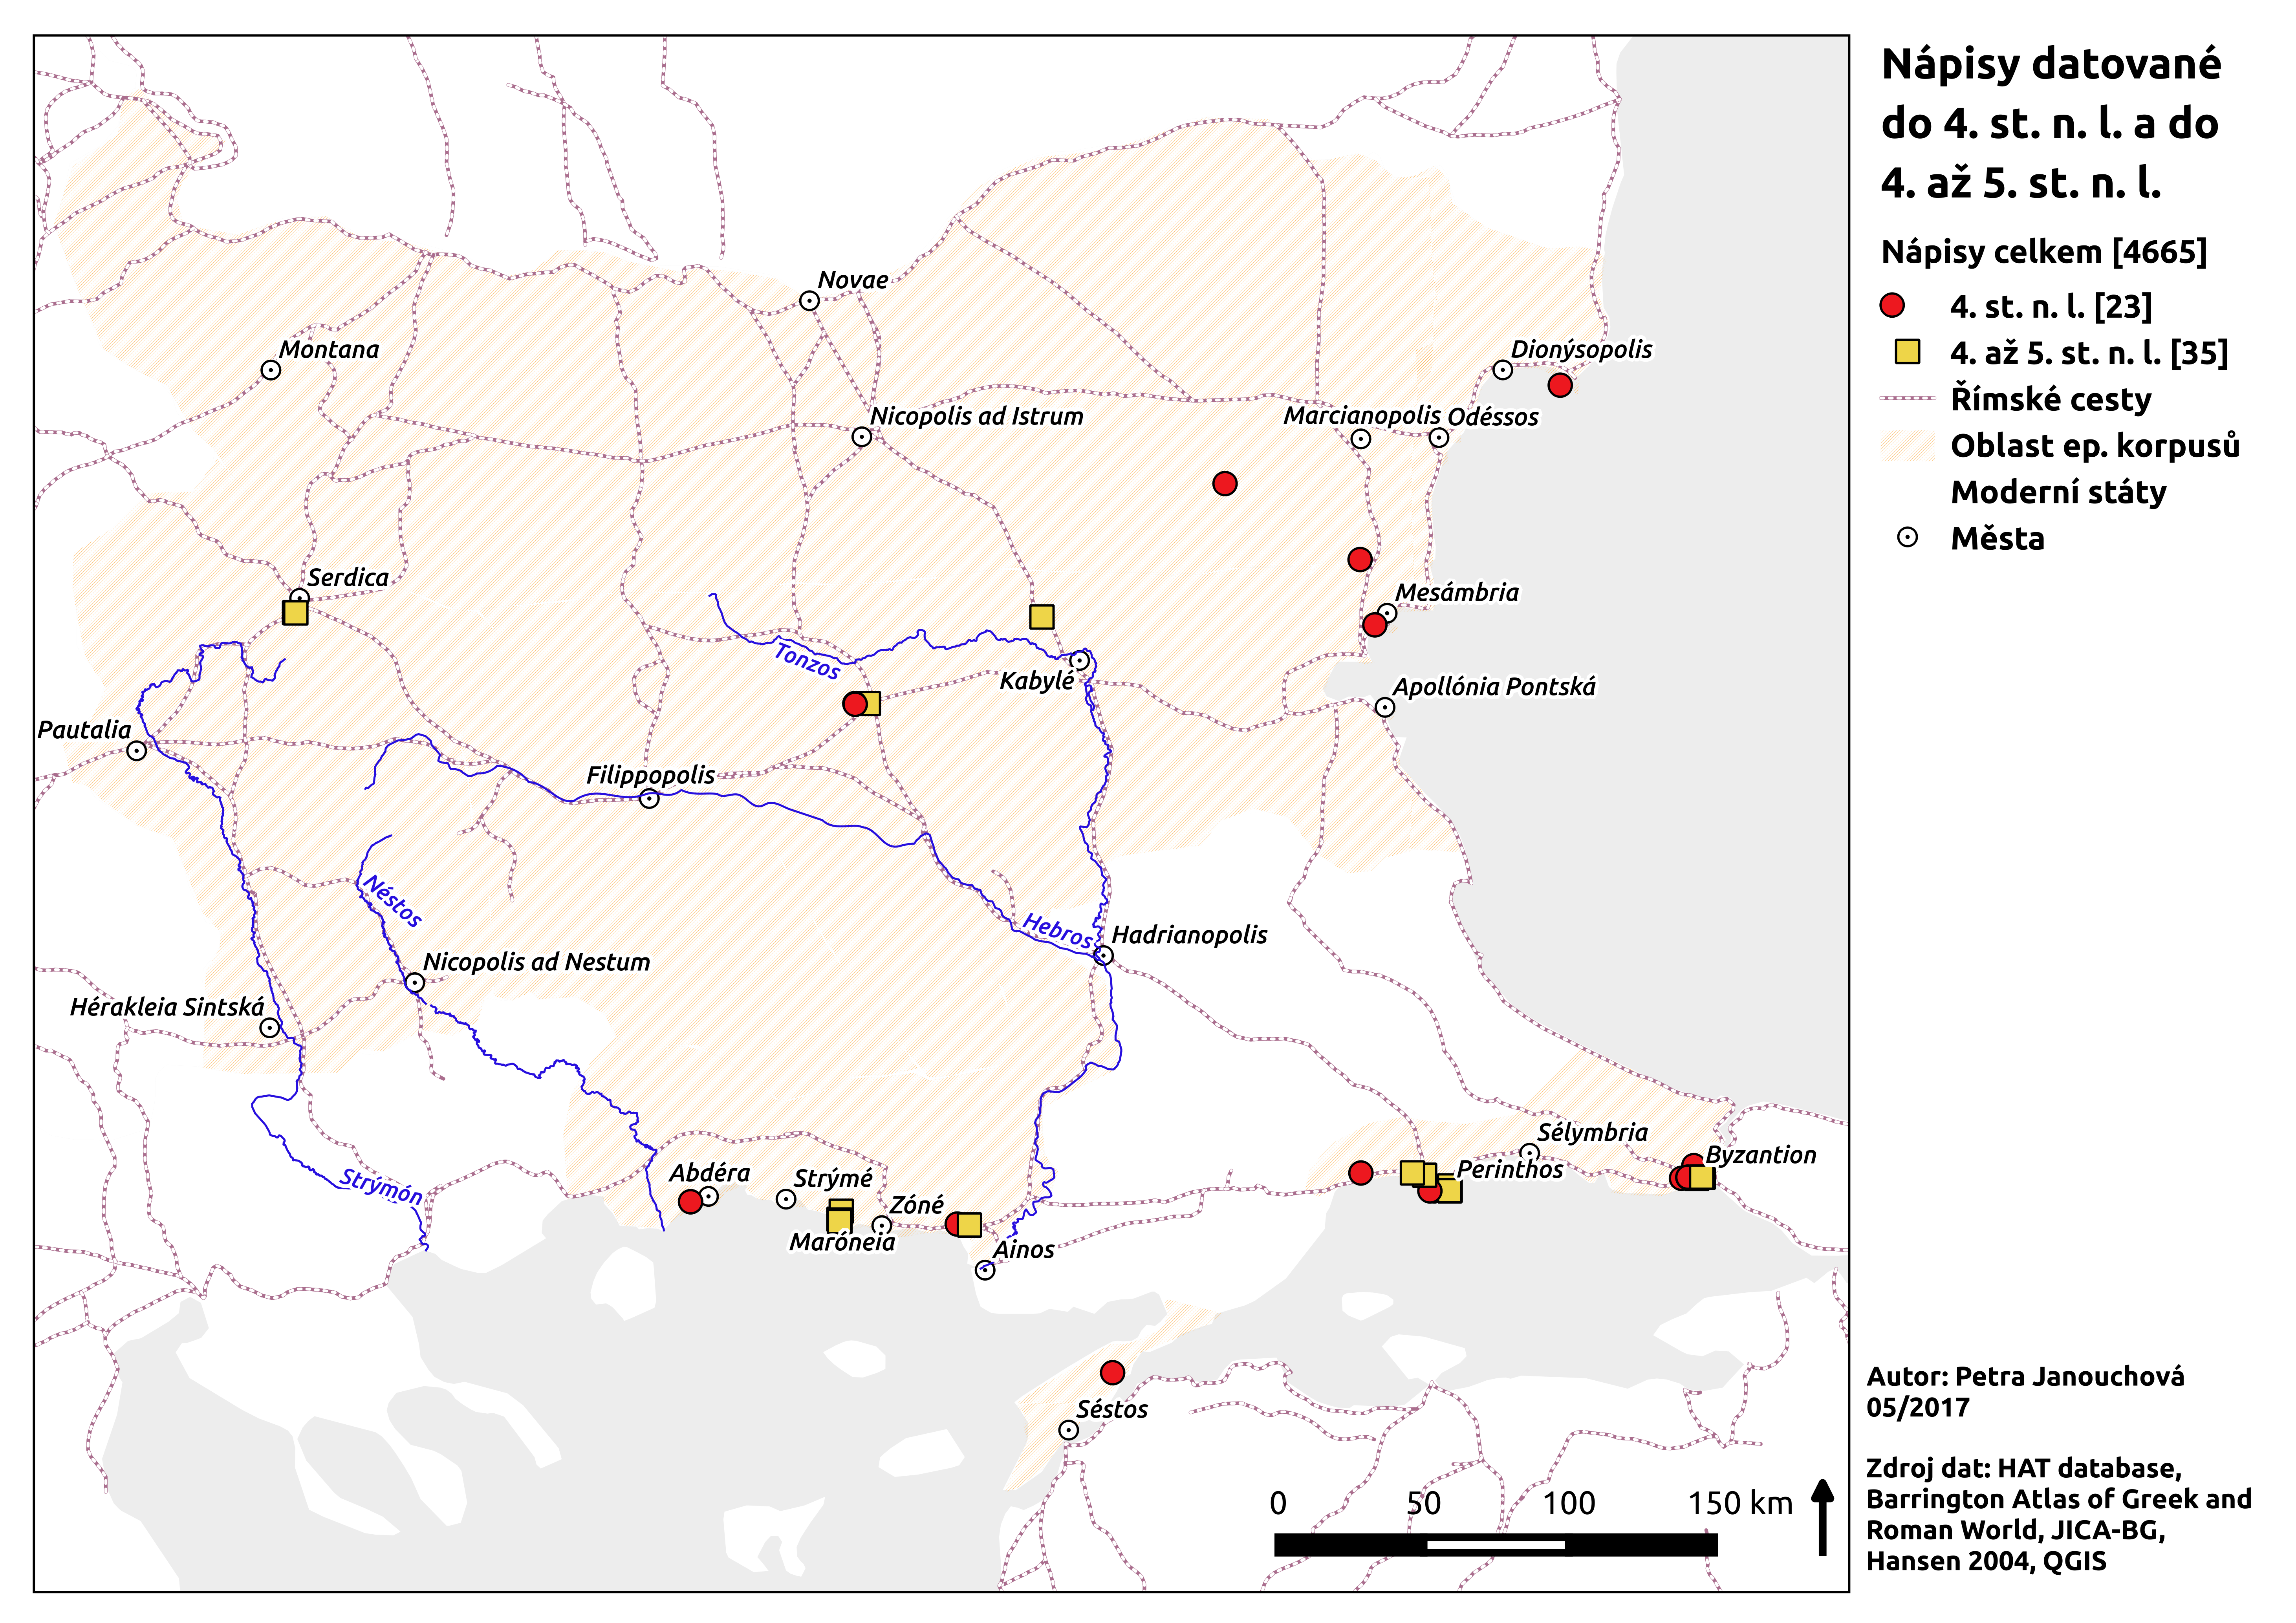 Nápisy datované
do 4. st. n. l. a do
4. až 5. st. n. l.
Nápisy celkem [4665]
4. st. n. l. [23]
4. až 5. st. n. l. [35]
Římské cesty
Oblast ep. korpusů
Moderní státy
Města
Novae
Montana
Dionýsopolis
Nicopolis ad Istrum
Marcianopolis
Odéssos
Serdica
Mesámbria
Tonzos
Kabylé
Apollónia Pontská
Pautalia
Filippopolis
Néstos
Hebros
Hadrianopolis
Nicopolis ad Nestum
Hérakleia Sintská
Sélymbria
Byzantion
Perinthos
Abdéra
Strýmé
Strýmón
Zóné
Maróneia
Ainos
Séstos
0 50 100 150 km
Autor: Petra Janouchová
05/2017
Zdroj dat: HAT database,
Barrington Atlas of Greek and
Roman World, JICA-BG,
Hansen 2004, QGIS